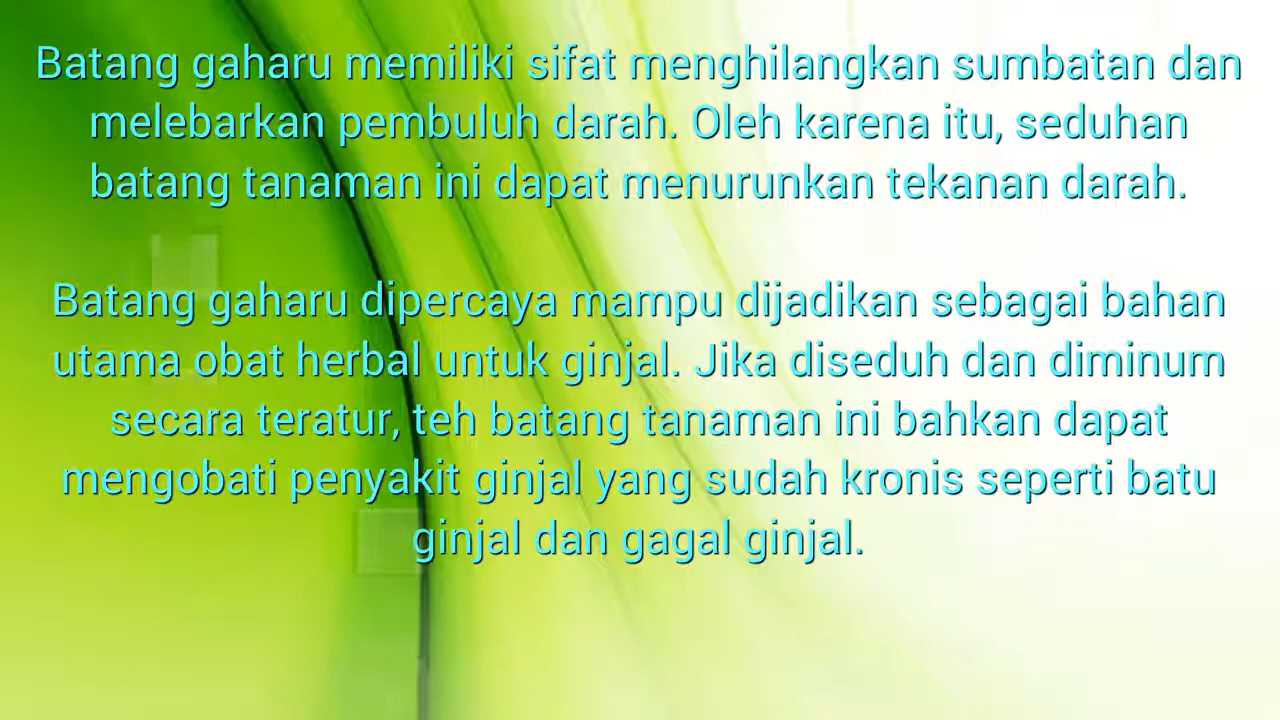 Batang gaharu memiliki sifat menghilangkan sumbatan dan
melebarkan pembuluh darah. Oleh karena itu, seduhan
batang tanaman ini dapat menurunkan tekanan darah.
Batang gaharu dipercaya mampu dijadikan sebagai bahan
utama obat herbal untuk ginjal. Jika diseduh dan diminum
secara teratur, teh batang tanaman ini bahkan dapat
mengobati penyakit ginjal yang sudah kronis seperti batu
ginjal dan gagal ginjal.